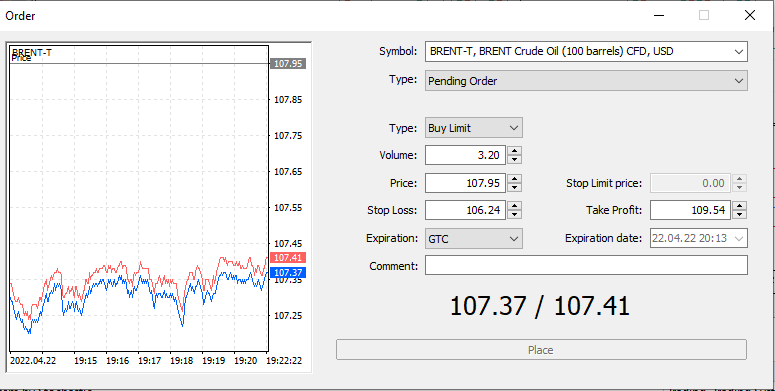 Order
BRENT-T
Price
107.95
107.85
107.75
107.65
107.55
107.45
107.41
107.37
107.35
107.25
2022.04.22 19:15 19:16 19:17 19:18 19:19 19:20 19:22:22
Symbol: BRENT-T, BRENT Crude Oil (100 barrels) CFD, USD
Type: Pending Order
Type: Buy Limit
Volume: 3.20
Price: 107.95 Stop Limit price: 0.00
Stop Loss: 106.24 Take Profit: 109.54
Expiration: GTC Expiration date: 22.04.22 20:13
Comment:
107.37 / 107.41
Place